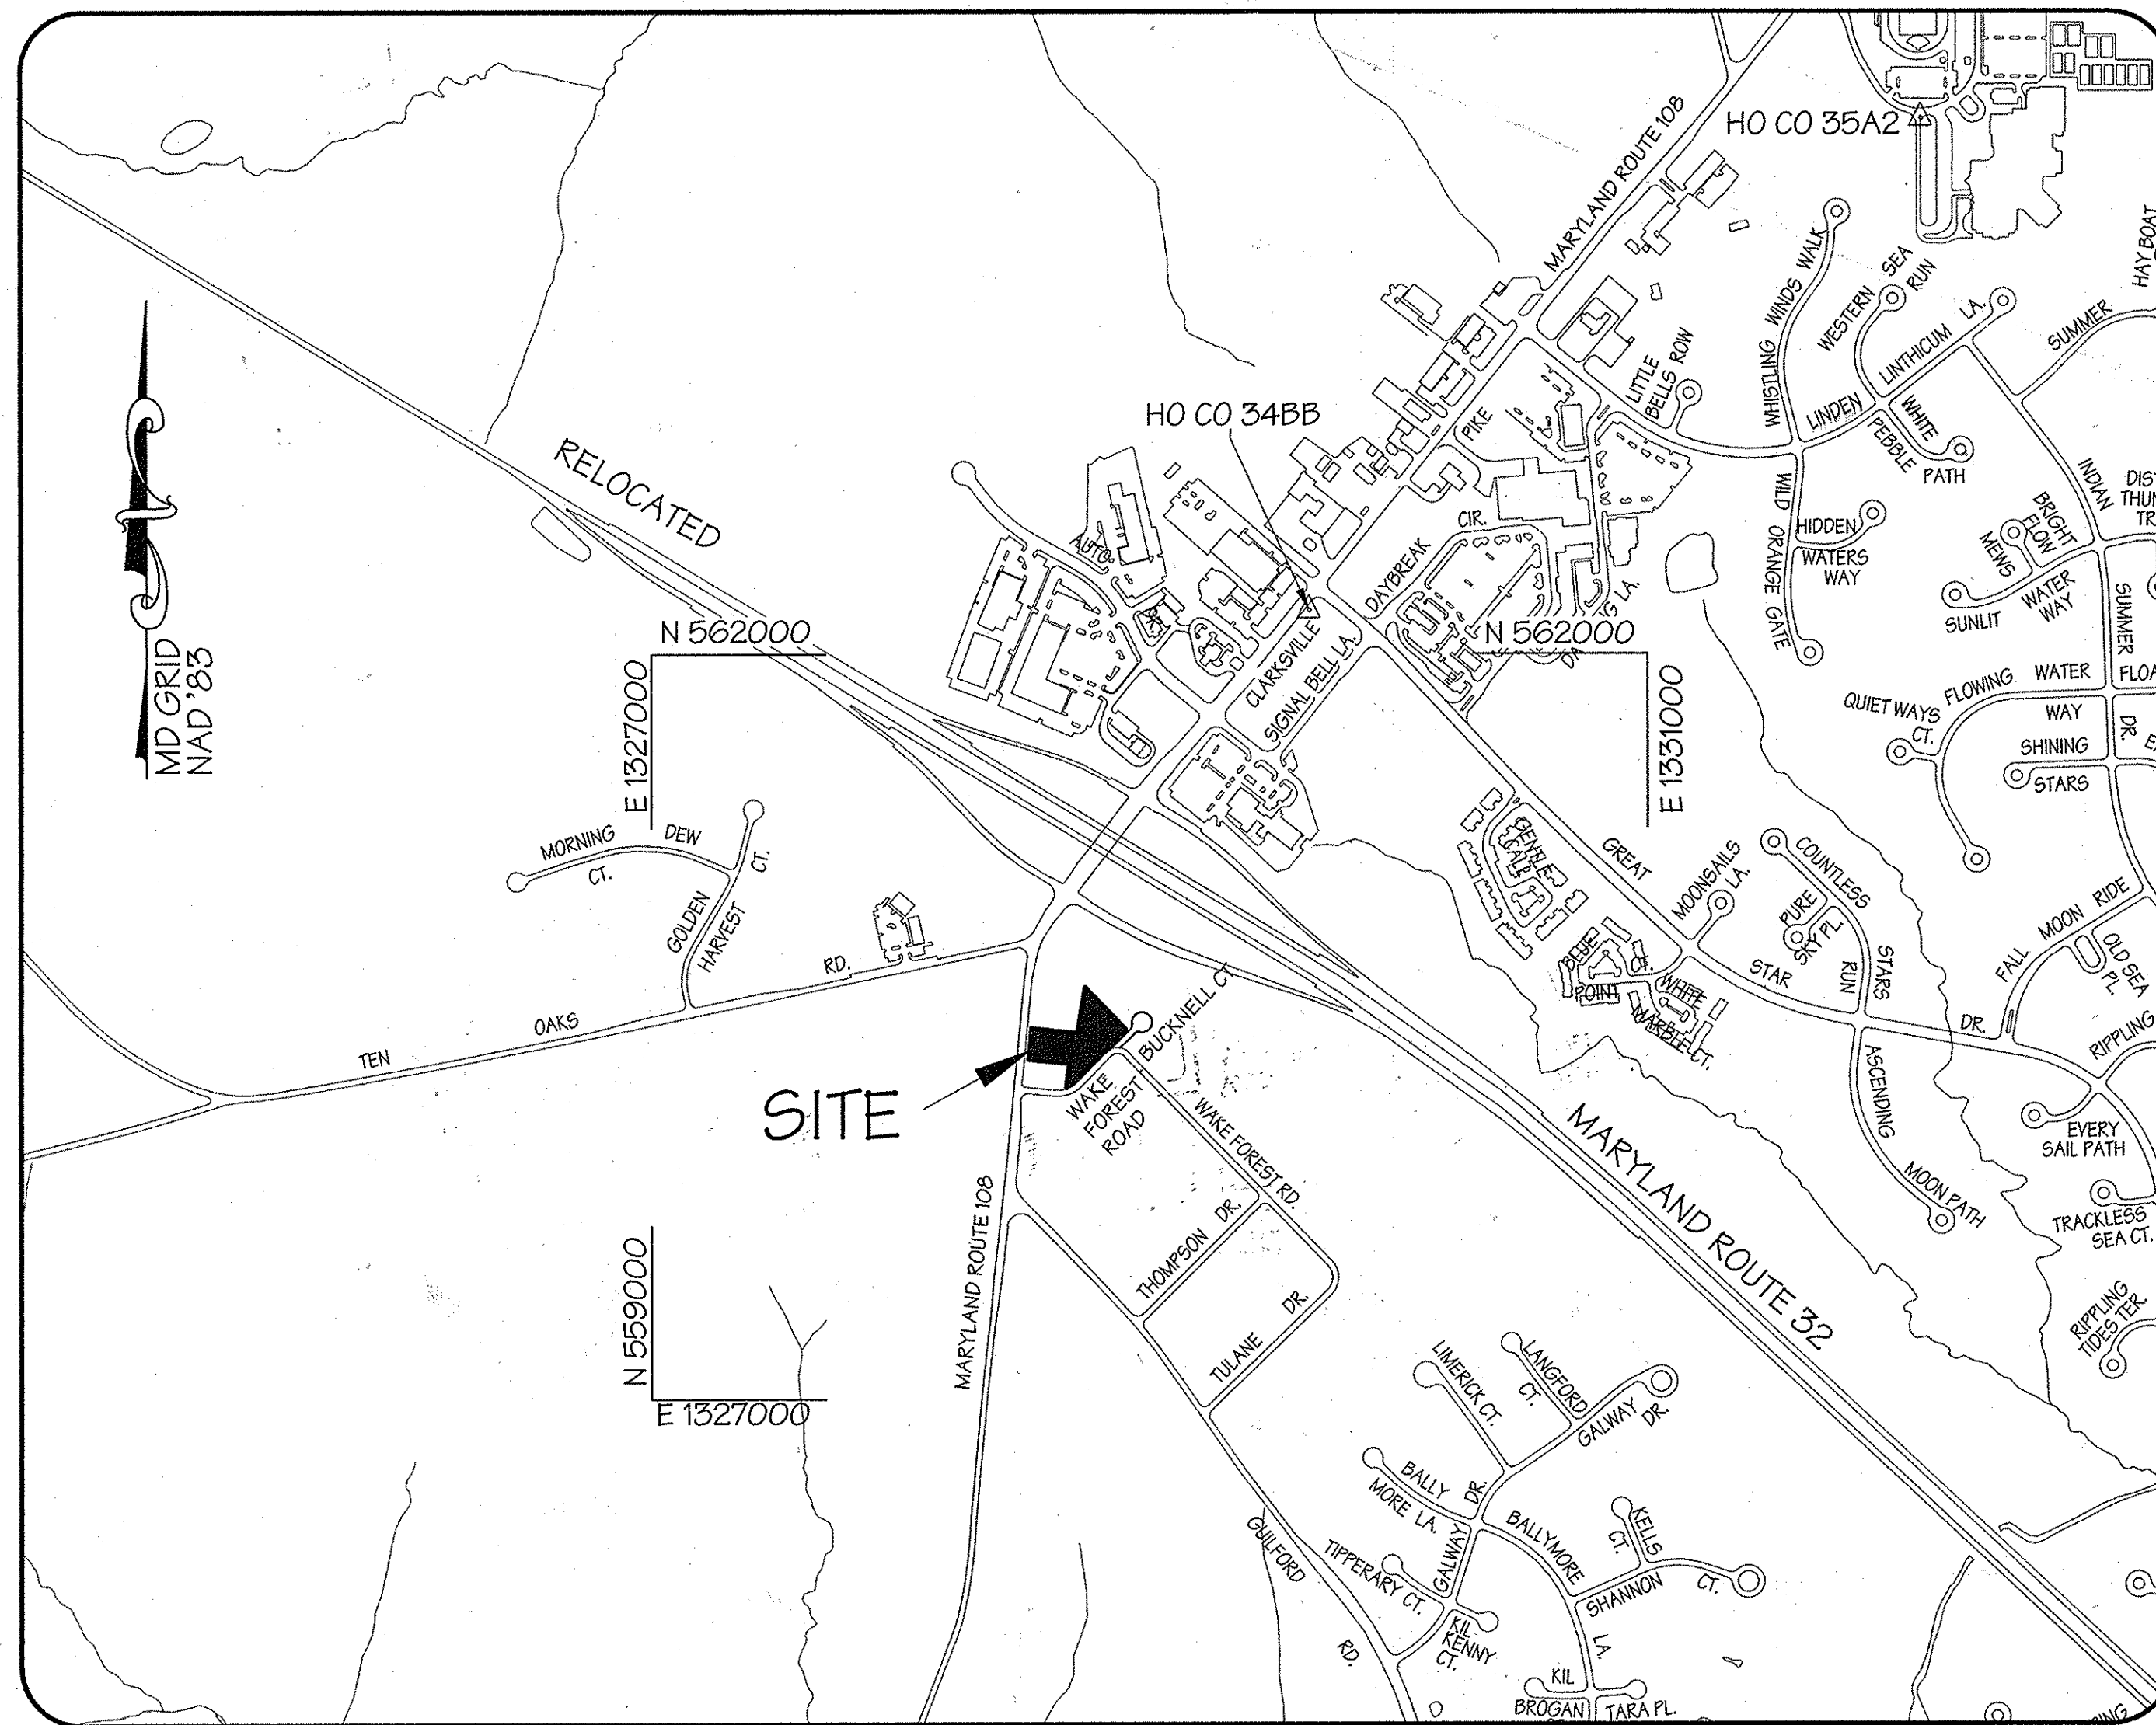 HO CO 35A2
MARYLAND ROUTE 108
HAY BOAT
WHISTLING WINDS WALK
WESTERN SEA
RUN
LINTHICUM LA.
SUMMER
LITTLE
BELLS ROW
HO CO 34BB
PIKE
LINDEN
WHITE
PEBBLE
PATH
RELOCATED
WILD ORANGE GATE
INDIAN
SUMMER
DR.
HIDDEN
WATERS
WAY
BRIGHT
FLOW
MEWS
SUNLIT
WATER
WAY
AUTO
CIR.
DAYBREAK
CLARKSVILLE
SIGNAL BELL LA.
MD GRID
NAD '83
N 562000
E 1327000
N 562000
E 1331000
QUIET WAYS
CT.
FLOWING WATER
WAY
SHINING
STARS
MORNING DEW
CT.
GOLDEN
HARVEST
CT.
GENTLE
CALL
GREAT
STAR
DR.
MOONSAILS
LA.
COUNTLESS
STARS
RUN
PURE
SKY PL.
FALL MOON RIDE
OLD SEA
PL.
BLUE
POINT
CT.
WHITE
MARBLE CT.
TEN OAKS RD.
BUCKNELL CT.
SITE
WAKE
FOREST
ROAD
WAKE FOREST RD.
RIPPLING
ASCENDING
MOON PATH
EVERY
SAIL PATH
TRACKLESS
SEA CT.
RIPPLING
TIDES TER.
MARYLAND ROUTE 32
MARYLAND ROUTE 108
THOMPSON DR.
TULANE DR.
N 559000
E 1327000
LIMERICK CT.
LANGFORD
CT.
GALWAY DR.
BALLY
MORE LA.
GALWAY DR.
BALLYMORE
LA.
KELLS
CT.
SHANNON CT.
GUILFORD
RD.
TIPPERARY CT.
KIL
KENNY
CT.
KIL
BROGAN
TARA PL.